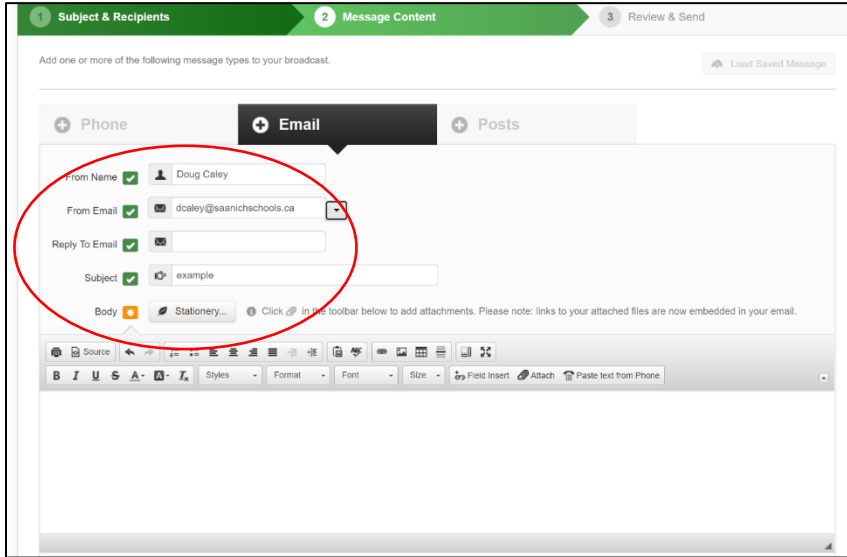 1 Subject & Recipients 2 Message Content 3 Review & Send
Add one or more of the following message types to your broadcast. Load Saved Message
Phone Email Posts
From Name Doug Caley
From Email dcaley@saanichschools.ca
Reply To Email
Subject example
Body Stationery... Click in the toolbar below to add attachments. Please note: links to your attached files are now embedded in your email.
Source ABC
B I U S A A Ix Styles Format Font Size Field Insert Attach Paste text from Phone